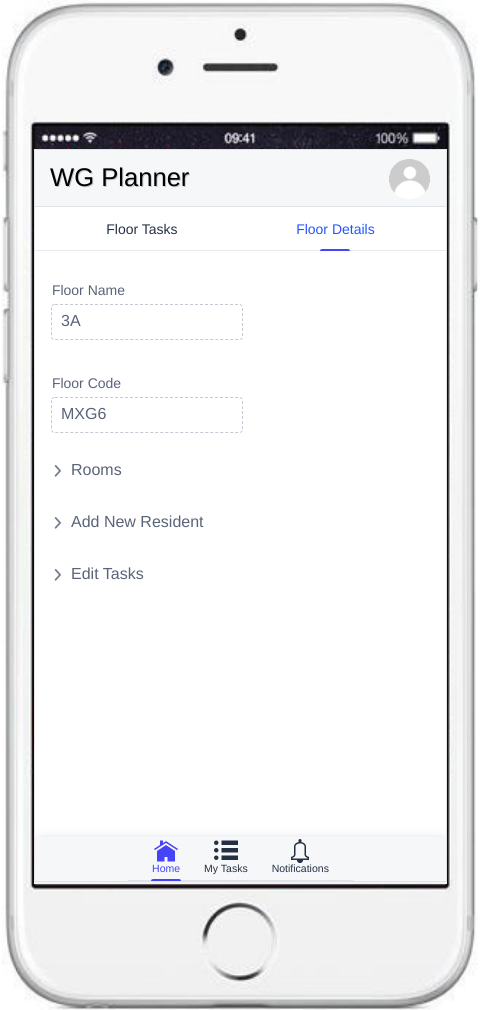 09:41
100%
WG Planner
Floor Tasks
Floor Details
Floor Name
3A
Floor Code
MXG6
Rooms
Add New Resident
Edit Tasks
Home
My Tasks
Notifications